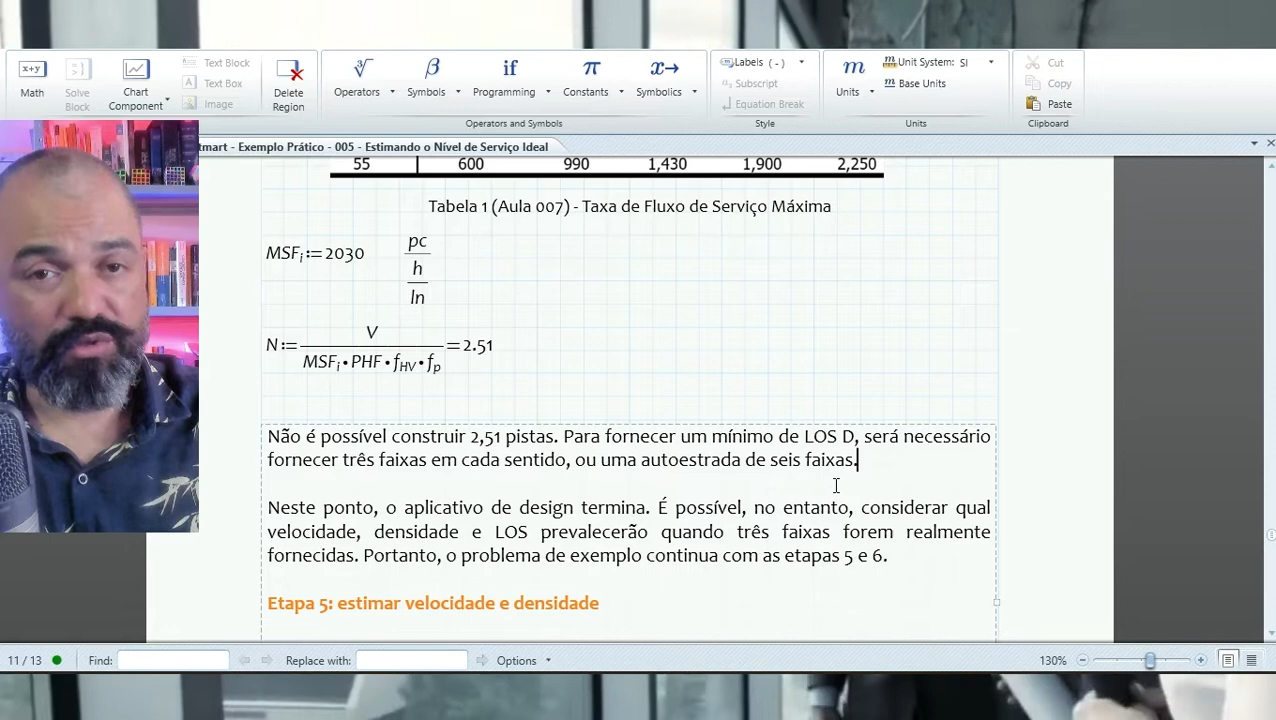 Math
Solve
Block
Chart
Component
Text Block
Text Box
Image
Delete
Region
Operators
β
Symbols
if
Programming
π
Constants
x→
Symbolics
Operators and Symbols
Labels (-)
Subscript
Equation Break
Style
m
Units
Unit System: SI
Base Units
Units
Cut
Copy
Paste
Clipboard
tmart - Exemplo Prático - 005 - Estimando o Nível de Serviço Ideal
55 600 990 1,430 1,900 2,250
Tabela 1 (Aula 007) - Taxa de Fluxo de Serviço Máxima
MSFi:=2030 pc
h
ln
V
N:= =2.51
MSFi•PHF•fHV•fp
Não é possível construir 2,51 pistas. Para fornecer um mínimo de LOS D, será necessário
fornecer três faixas em cada sentido, ou uma autoestrada de seis faixas.
Neste ponto, o aplicativo de design termina. É possível, no entanto, considerar qual
velocidade, densidade e LOS prevalecerão quando três faixas forem realmente
fornecidas. Portanto, o problema de exemplo continua com as etapas 5 e 6.
Etapa 5: estimar velocidade e densidade
11 / 13 Find: Replace with: Options 130%